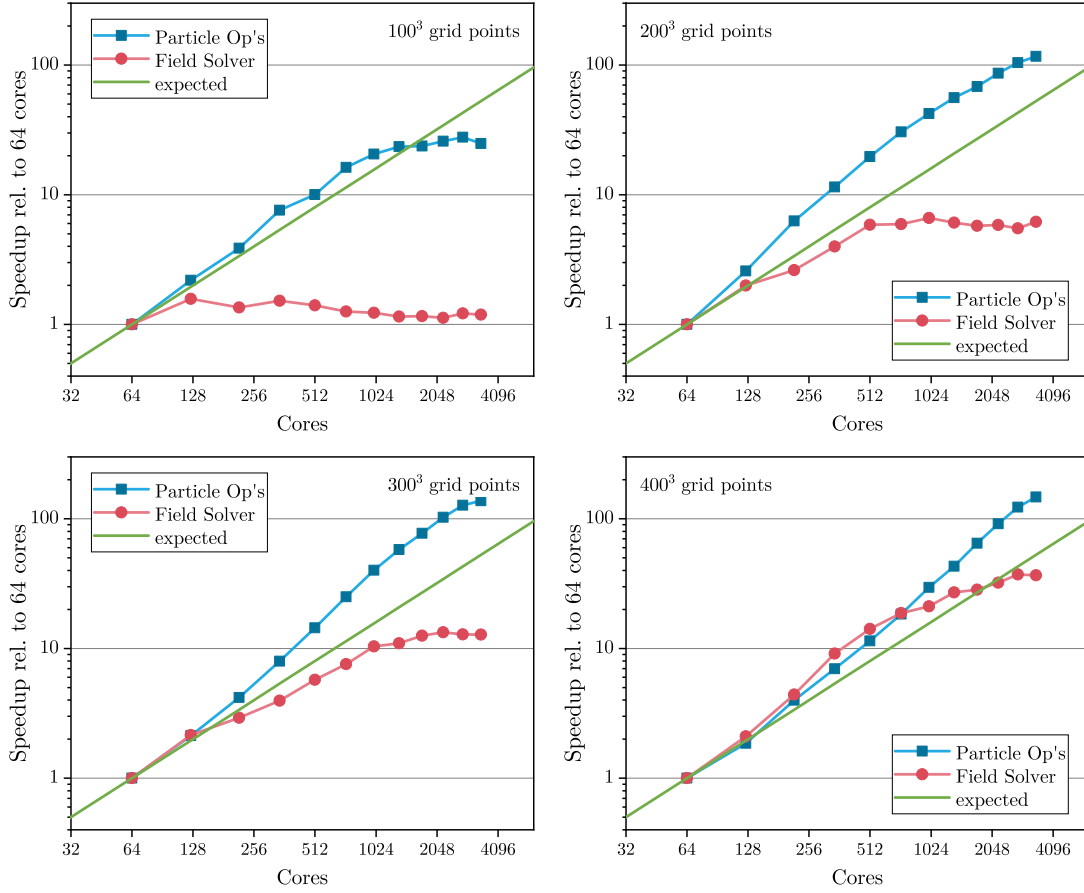 Speedup rel. to 64 cores
100
10
1
Particle Op's
Field Solver
expected
100³ grid points
32 64 128 256 512 1024 2048 4096
Cores
Speedup rel. to 64 cores
100
10
1
200³ grid points
Particle Op's
Field Solver
expected
32 64 128 256 512 1024 2048 4096
Cores
Speedup rel. to 64 cores
100
10
1
Particle Op's
Field Solver
expected
300³ grid points
32 64 128 256 512 1024 2048 4096
Cores
Speedup rel. to 64 cores
100
10
1
400³ grid points
Particle Op's
Field Solver
expected
32 64 128 256 512 1024 2048 4096
Cores